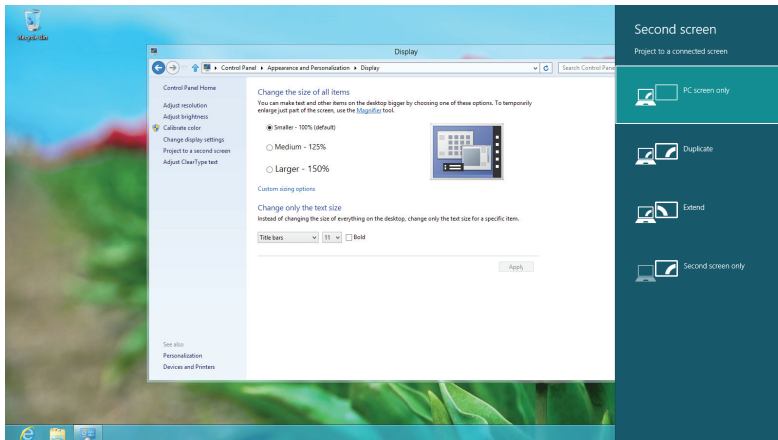 Recycle Bin
Display
Control Panel
Appearance and Personalization
Display
Search Control Pane
Control Panel Home
Adjust resolution
Adjust brightness
Calibrate color
Change display settings
Project to a second screen
Adjust ClearType text
See also
Personalization
Devices and Printers
Change the size of all items
You can make text and other items on the desktop bigger by choosing one of these options. To temporarily
enlarge just part of the screen, use the Magnifier tool.
Smaller - 100% (default)
Medium - 125%
Larger - 150%
Custom sizing options
Change only the text size
Instead of changing the size of everything on the desktop, change only the text size for a specific item.
Title bars 11 Bold
Apply
Second screen
Project to a connected screen
PC screen only
Duplicate
Extend
Second screen only